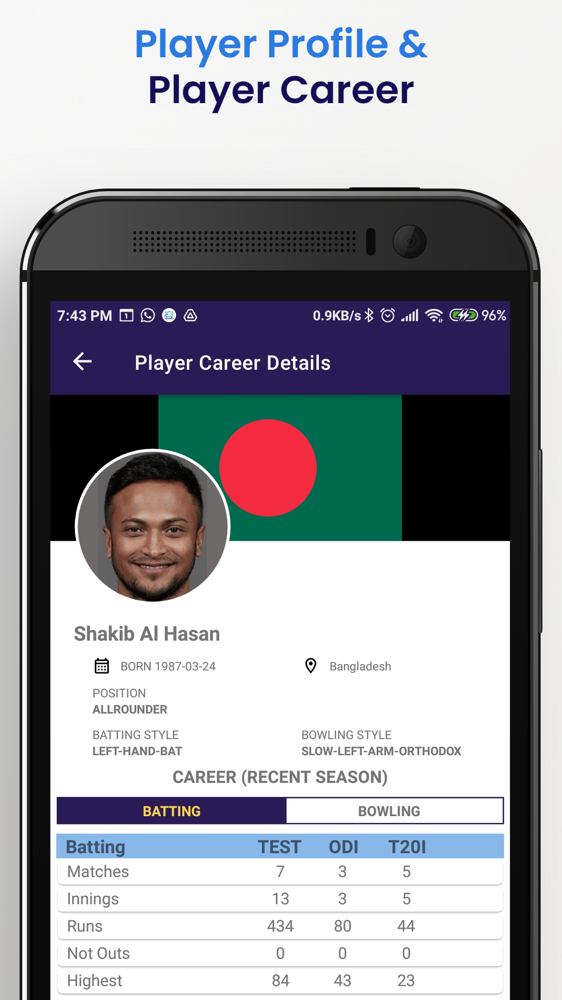 Player Profile &
Player Career
7:43 PM 1 0.9KB/s 96%
Player Career Details
Shakib Al Hasan
BORN 1987-03-24 Bangladesh
POSITION
ALLROUNDER
BATTING STYLE BOWLING STYLE
LEFT-HAND-BAT SLOW-LEFT-ARM-ORTHODOX
CAREER (RECENT SEASON)
BATTING BOWLING
Batting TEST ODI T20I
Matches 7 3 5
Innings 13 3 5
Runs 434 80 44
Not Outs 0 0 0
Highest 84 43 23